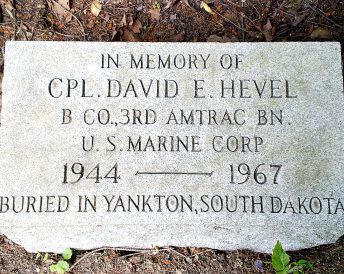 IN MEMORY OF
CPL. DAVID E. HEVEL
B CO., 3RD AMTRAC BN.
U.S. MARINE CORP
1944 — 1967
BURIED IN YANKTON, SOUTH DAKOTA